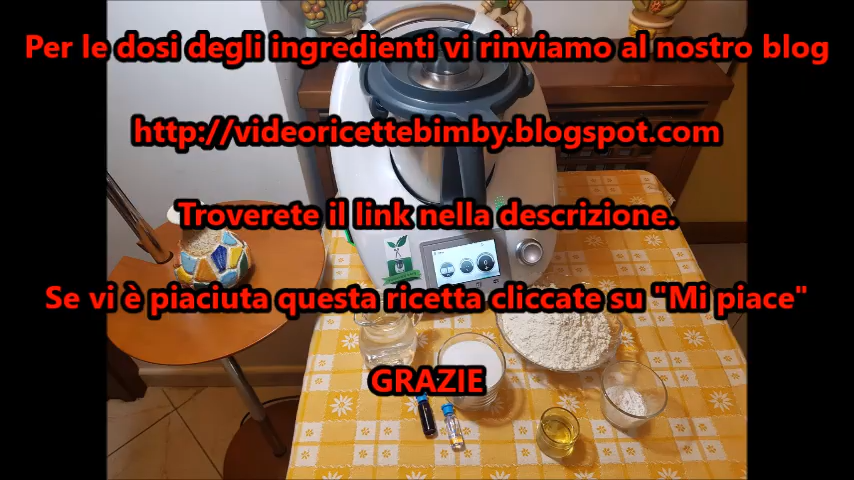 Per le dosi degli ingredienti vi rinviamo al nostro blog
http://videoricettebimby.blogspot.com
Troverete il link nella descrizione.
Se vi è piaciuta questa ricetta cliccate su "Mi piace"
GRAZIE